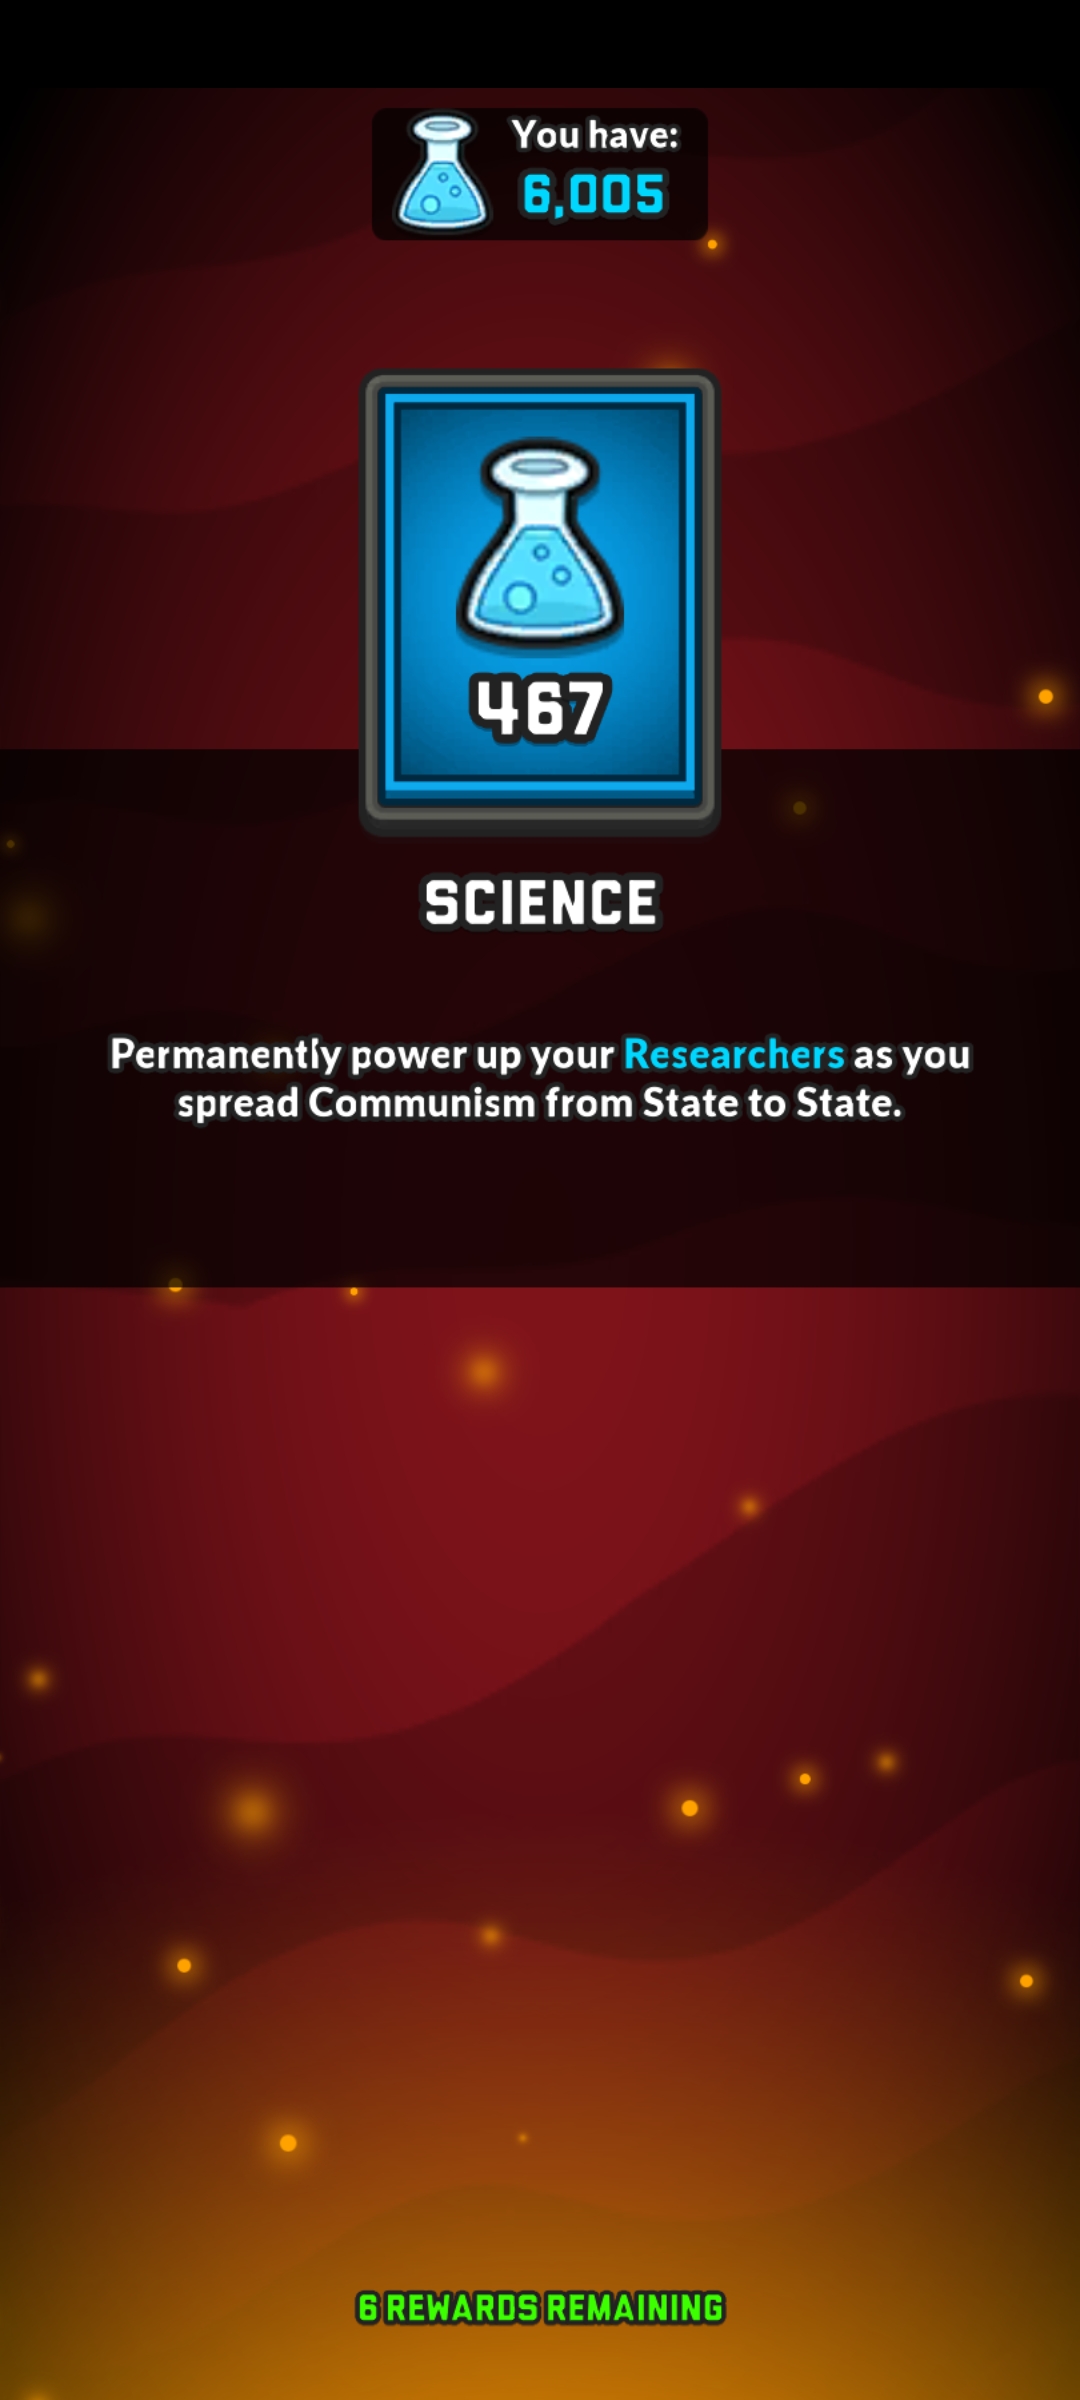 You have:
6,005
467
SCIENCE
Permanently power up your Researchers as you
spread Communism from State to State.
6 REWARDS REMAINING